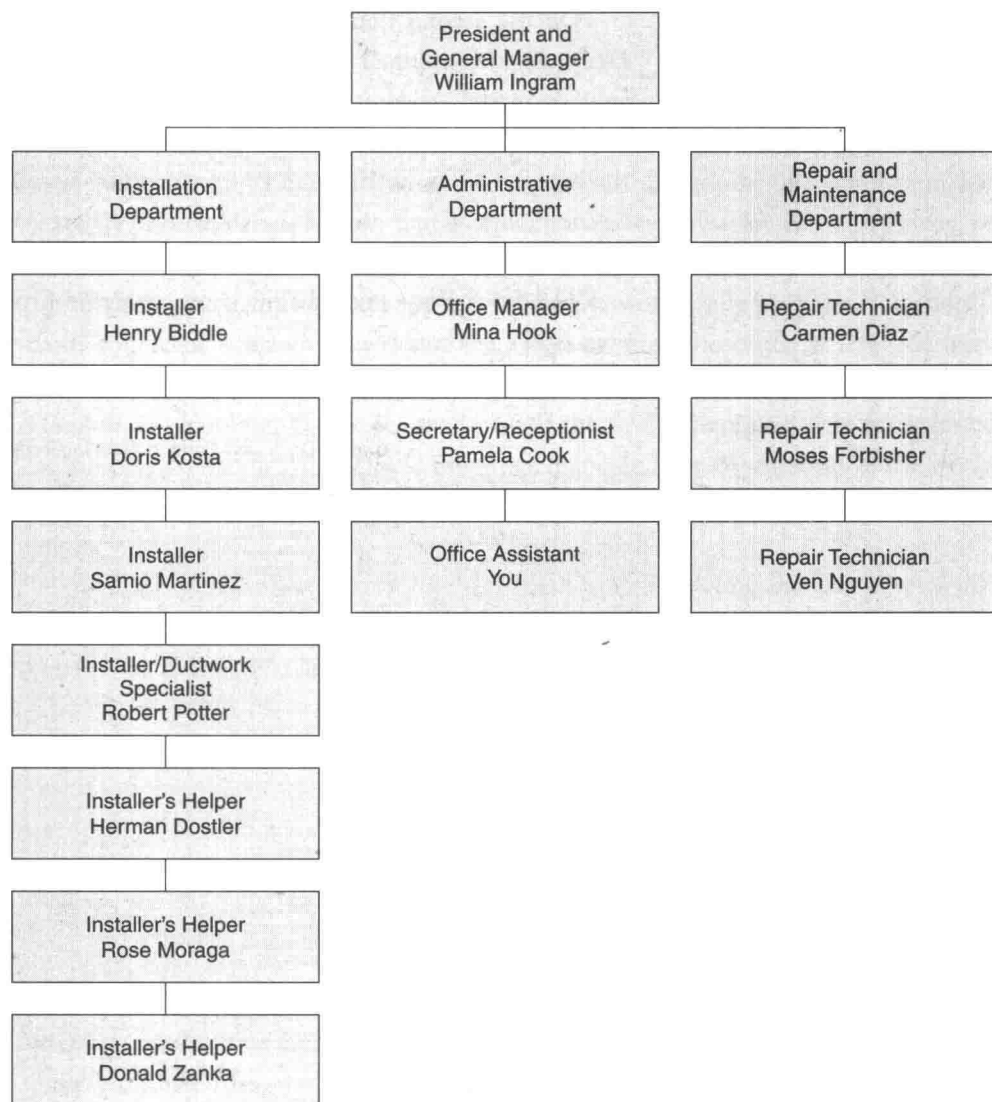 President and
General Manager
William Ingram
Installation
Department
Administrative
Department
Repair and
Maintenance
Department
Installer
Henry Biddle
Office Manager
Mina Hook
Repair Technician
Carmen Diaz
Installer
Doris Kosta
Secretary/Receptionist
Pamela Cook
Repair Technician
Moses Forbisher
Installer
Samio Martinez
Office Assistant
You
Repair Technician
Ven Nguyen
Installer/Ductwork
Specialist
Robert Potter
Installer's Helper
Herman Dostler
Installer's Helper
Rose Moraga
Installer's Helper
Donald Zanka